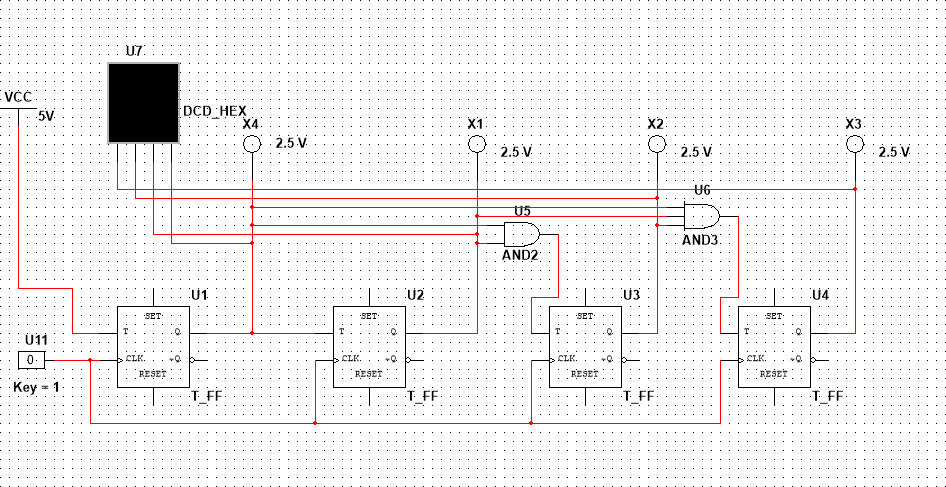 U7
VCC
5V
DCD_HEX
X4
2.5 V
X1
2.5 V
X2
2.5 V
X3
2.5 V
U6
AND3
U5
AND2
U1
SET
T Q
CLK ~Q
RESET
T_FF
U2
SET
T Q
CLK ~Q
RESET
T_FF
U3
SET
T Q
CLK ~Q
RESET
T_FF
U4
SET
T Q
CLK ~Q
RESET
T_FF
U11
0
Key = 1